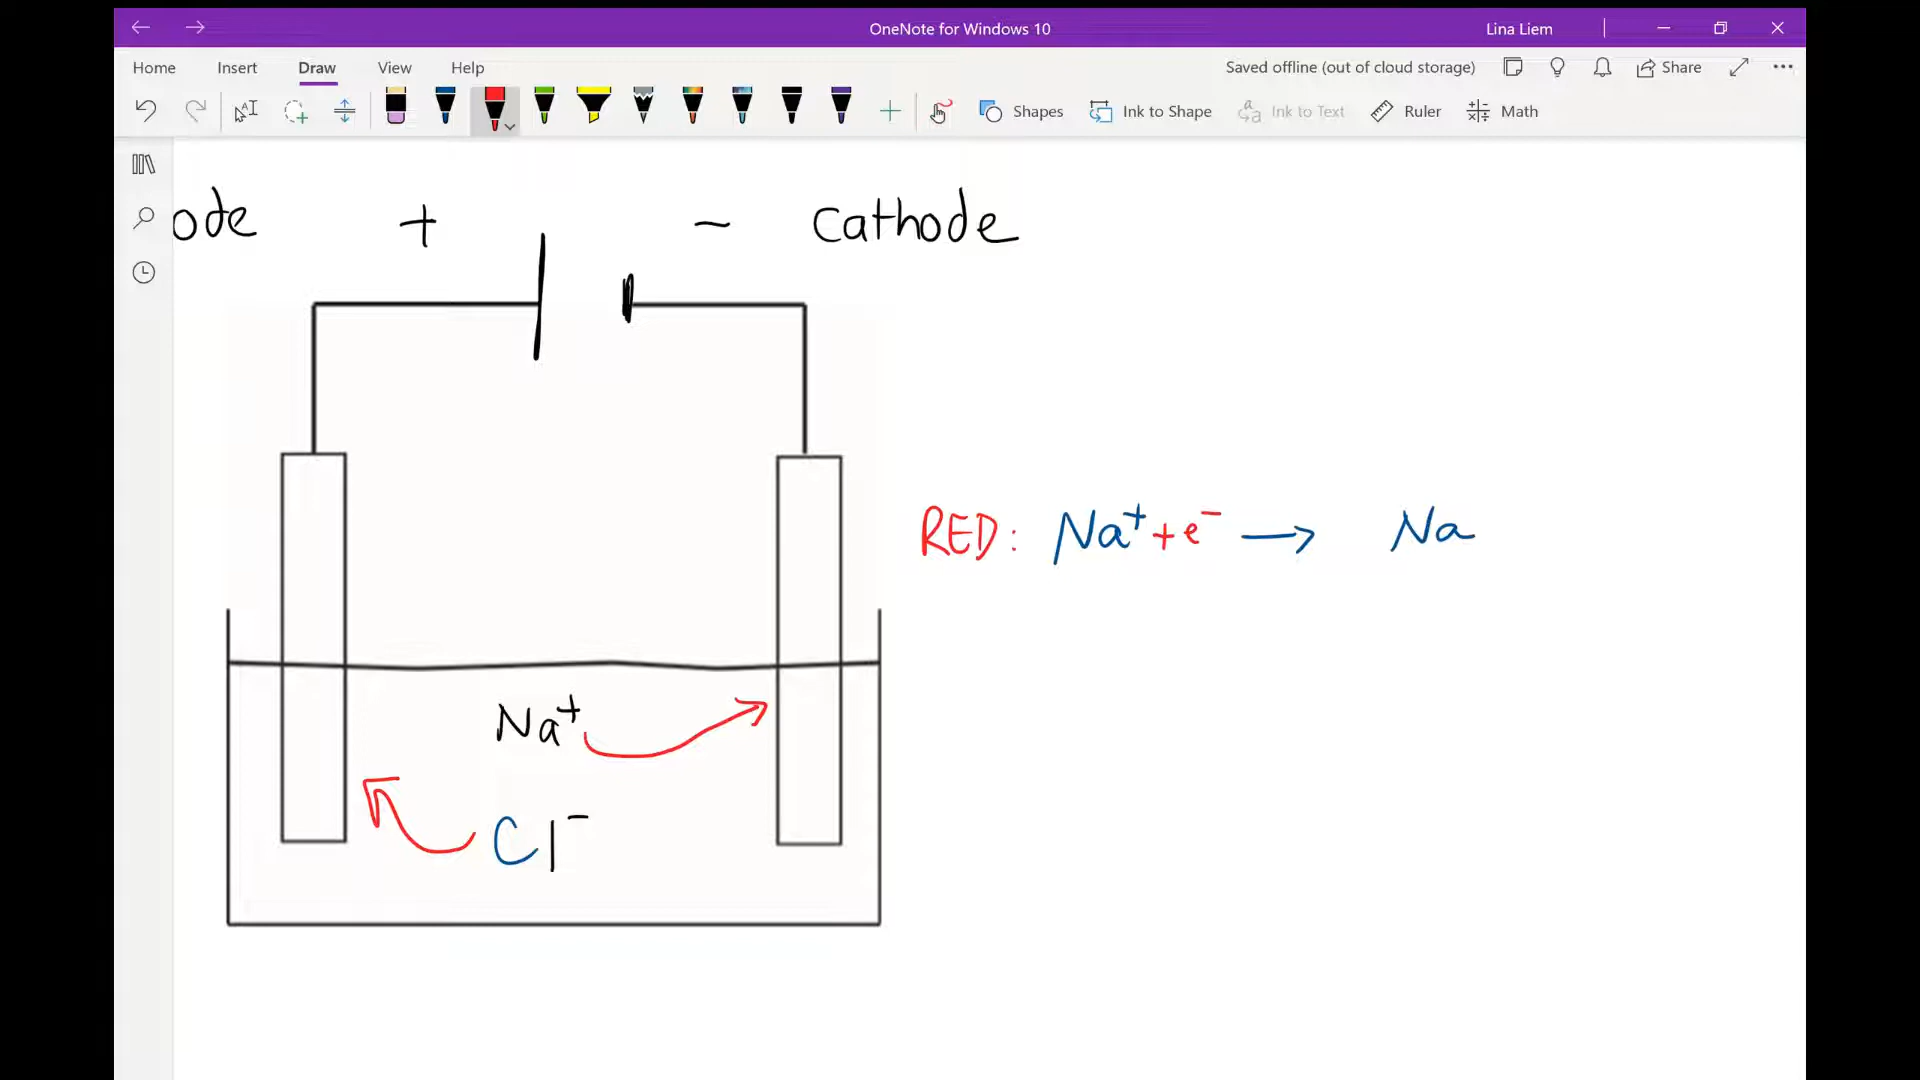 OneNote for Windows 10
Lina Liem
Home Insert Draw View Help
Saved offline (out of cloud storage)
Share
Shapes
Ink to Shape
Ink to Text
Ruler
Math
ode + - cathode
RED: Na⁺ + e⁻ → Na
Na⁺
Cl⁻